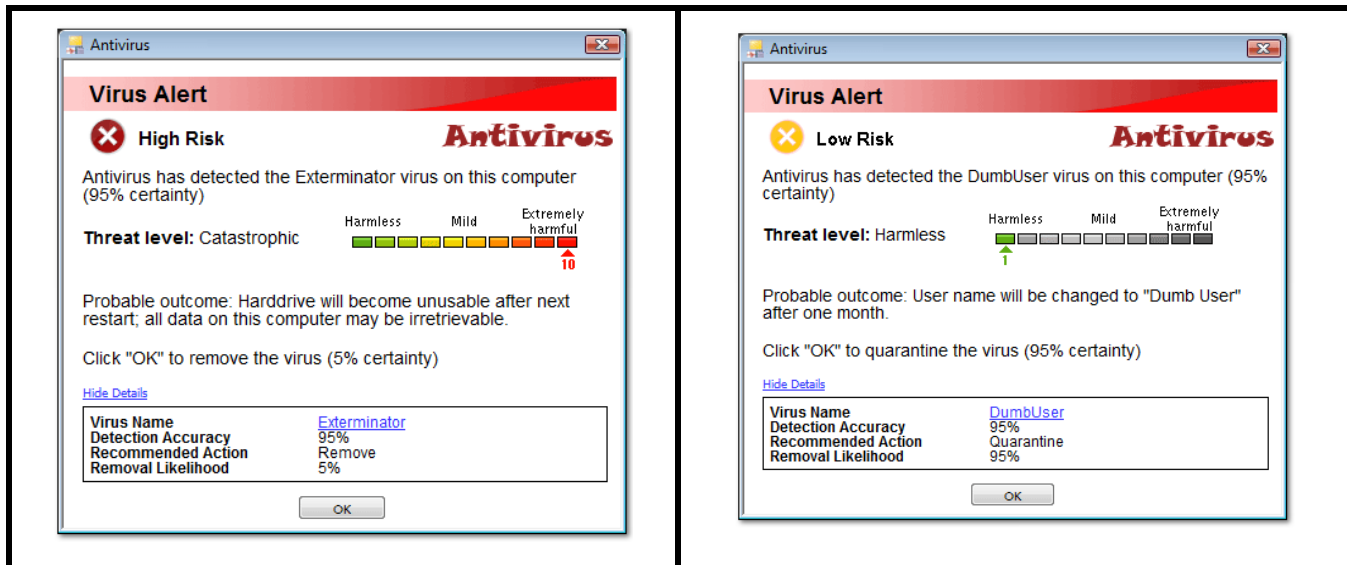 Antivirus
Virus Alert
High Risk
Antivirus
Antivirus has detected the Exterminator virus on this computer
(95% certainty)
Harmless Mild Extremely
harmful
Threat level: Catastrophic
10
Probable outcome: Harddrive will become unusable after next
restart; all data on this computer may be irretrievable.
Click "OK" to remove the virus (5% certainty)
Hide Details
Virus Name Exterminator
Detection Accuracy 95%
Recommended Action Remove
Removal Likelihood 5%
OK
Antivirus
Virus Alert
Low Risk
Antivirus
Antivirus has detected the DumbUser virus on this computer (95%
certainty)
Harmless Mild Extremely
harmful
Threat level: Harmless
1
Probable outcome: User name will be changed to "Dumb User"
after one month.
Click "OK" to quarantine the virus (95% certainty)
Hide Details
Virus Name DumbUser
Detection Accuracy 95%
Recommended Action Quarantine
Removal Likelihood 95%
OK